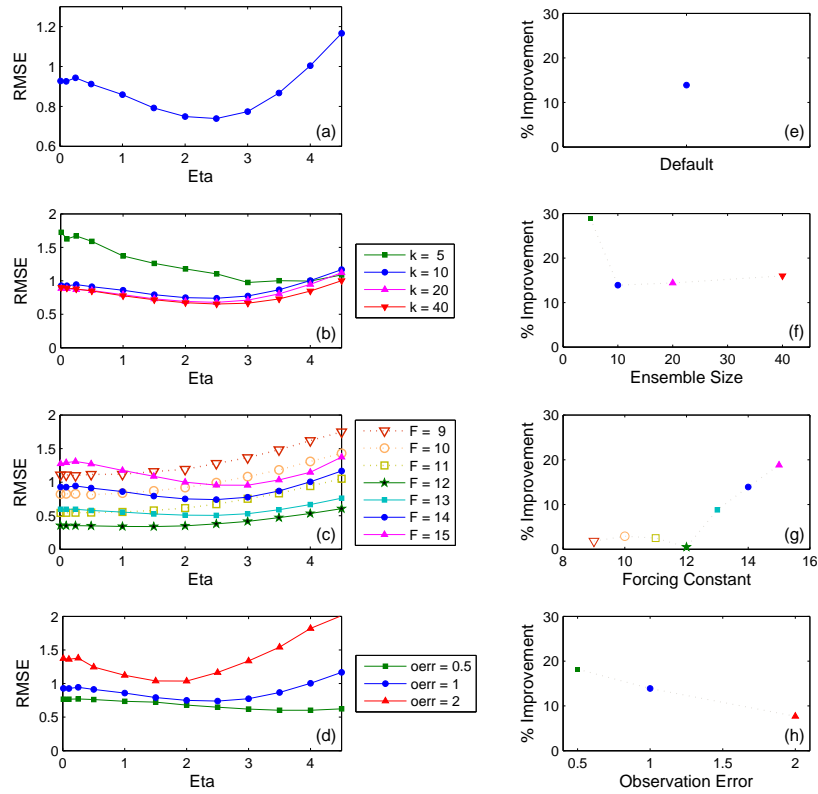 RMSE
1.2
1
0.8
0.6
0 1 2 3 4
Eta
(a)
% Improvement
30
20
10
0
Default
(e)
RMSE
2
1.5
1
0.5
0
0 1 2 3 4
Eta
(b)
k = 5
k = 10
k = 20
k = 40
% Improvement
30
20
10
0
0 10 20 30 40
Ensemble Size
(f)
RMSE
2
1.5
1
0.5
0
0 1 2 3 4
Eta
(c)
F = 9
F = 10
F = 11
F = 12
F = 13
F = 14
F = 15
% Improvement
30
20
10
0
8 10 12 14 16
Forcing Constant
(g)
RMSE
2
1.5
1
0.5
0
0 1 2 3 4
Eta
(d)
oerr = 0.5
oerr = 1
oerr = 2
% Improvement
30
20
10
0
0.5 1 1.5 2
Observation Error
(h)